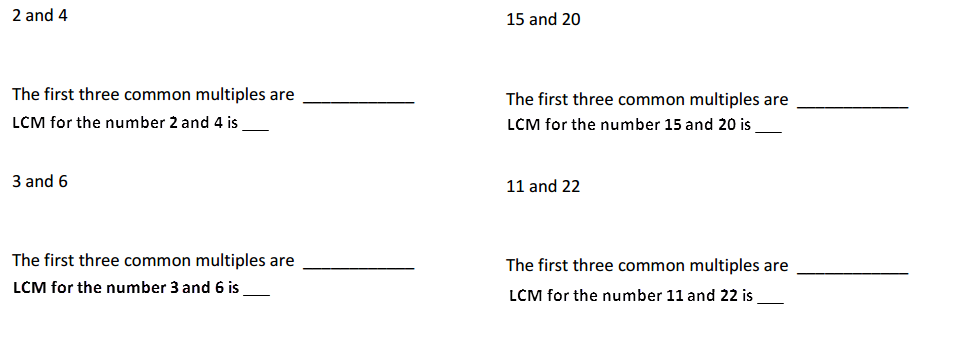 2 and 4
The first three common multiples are ____________
LCM for the number 2 and 4 is ___
15 and 20
The first three common multiples are ____________
LCM for the number 15 and 20 is ___
3 and 6
The first three common multiples are ____________
LCM for the number 3 and 6 is ___
11 and 22
The first three common multiples are ____________
LCM for the number 11 and 22 is ___